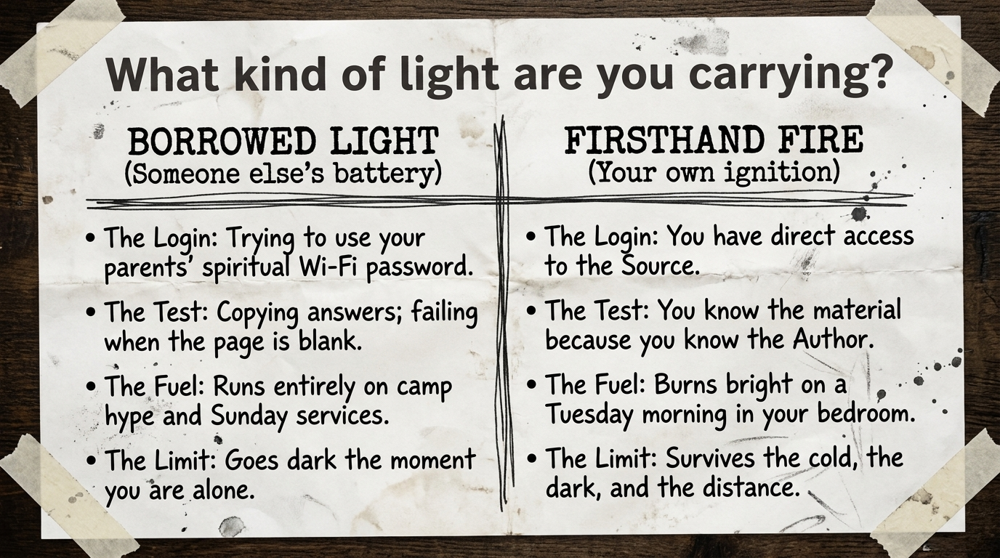 What kind of light are you carrying?
BORROWED LIGHT
(Someone else's battery)
• The Login: Trying to use your
parents' spiritual Wi-Fi password.
• The Test: Copying answers; failing
when the page is blank.
• The Fuel: Runs entirely on camp
hype and Sunday services.
• The Limit: Goes dark the moment
you are alone.
FIRSTHAND FIRE
(Your own ignition)
• The Login: You have direct access
to the Source.
• The Test: You know the material
because you know the Author.
• The Fuel: Burns bright on a
Tuesday morning in your bedroom.
• The Limit: Survives the cold, the
dark, and the distance.